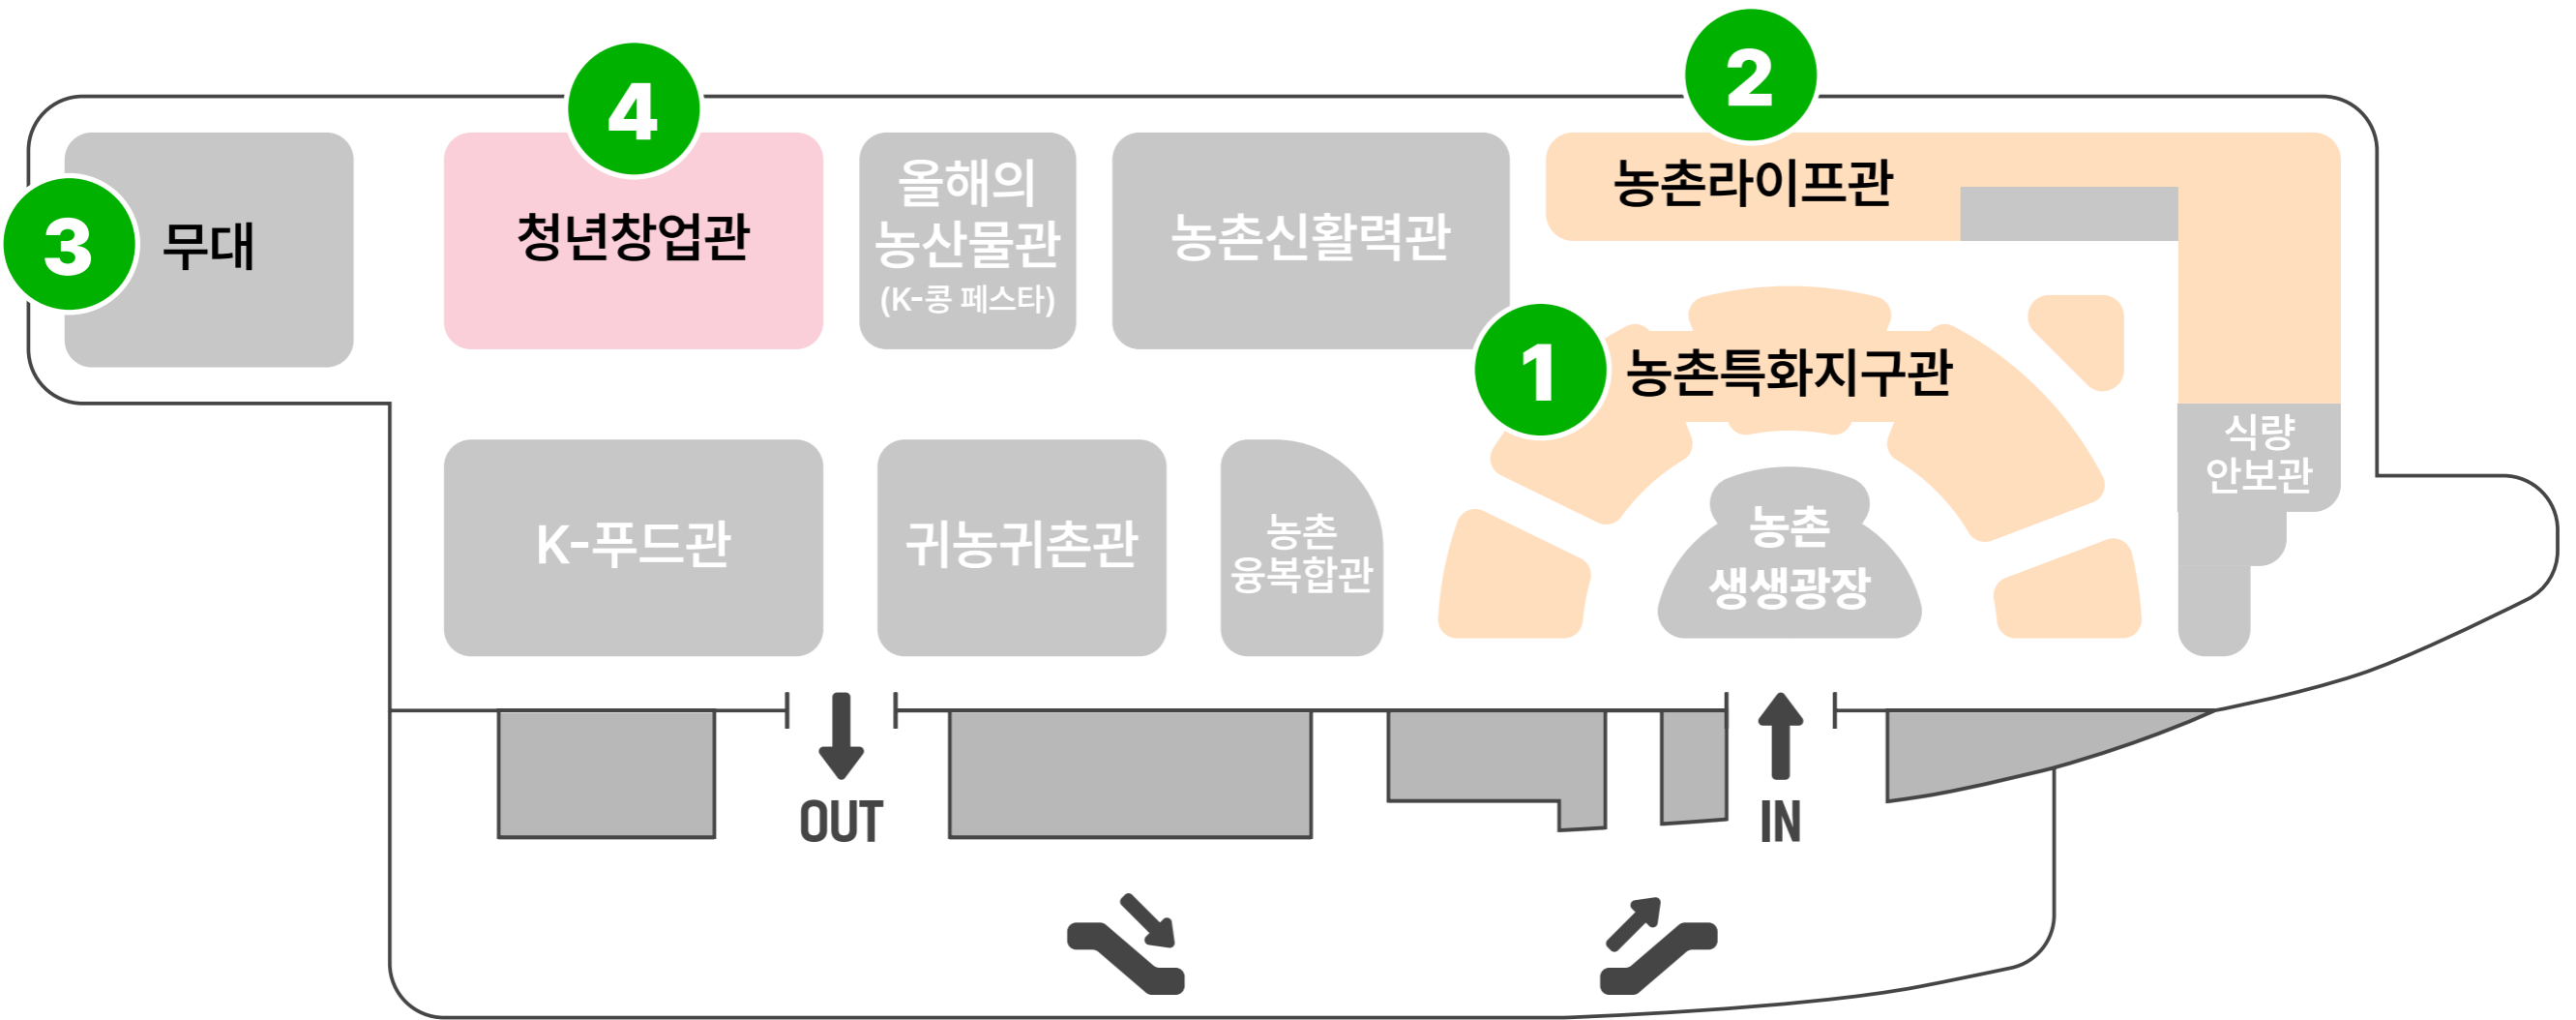 2
4
3
무대
청년창업관
올해의
농산물관
(K-콩 페스타)
농촌신활력관
농촌라이프관
1
농촌특화지구관
식량
안보관
K-푸드관
귀농귀촌관
농촌
융복합관
농촌
생생광장
OUT
IN